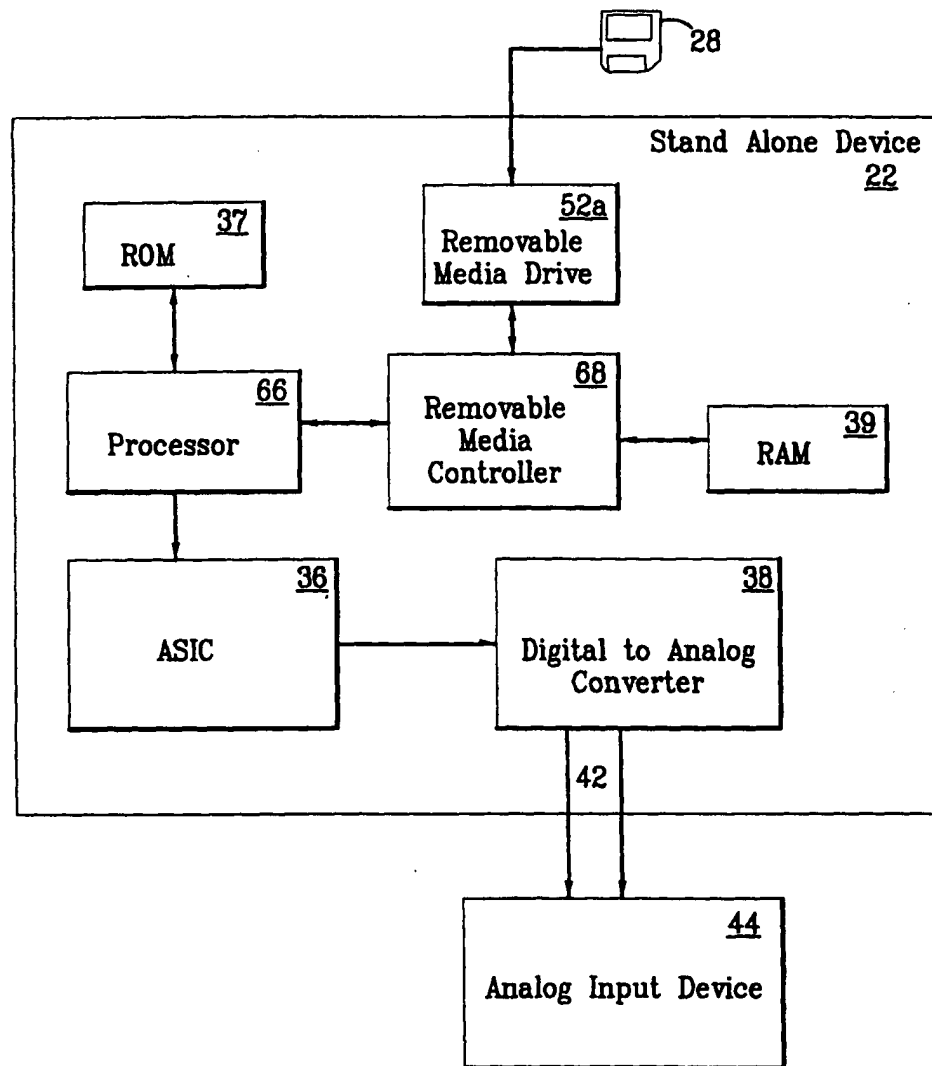 28
Stand Alone Device
22
37
ROM
52a
Removable
Media Drive
66
Processor
68
Removable
Media
Controller
39
RAM
36
ASIC
38
Digital to Analog
Converter
42
44
Analog Input Device